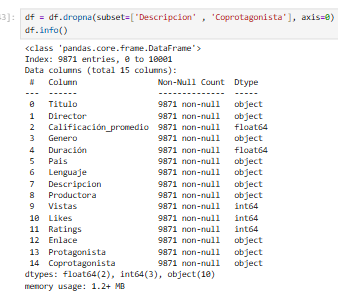 3]: df = df.dropna(subset=['Descripcion' , 'Coprotagonista'], axis=0)
df.info()
<class 'pandas.core.frame.DataFrame'>
Index: 9871 entries, 0 to 10001
Data columns (total 15 columns):
 #   Column                Non-Null Count  Dtype
---  ------                --------------  -----
 0   Titulo                9871 non-null   object
 1   Director              9871 non-null   object
 2   Calificación_promedio 9871 non-null   float64
 3   Genero                9871 non-null   object
 4   Duración              9871 non-null   float64
 5   Pais                  9871 non-null   object
 6   Lenguaje              9871 non-null   object
 7   Descripcion           9871 non-null   object
 8   Productora            9871 non-null   object
 9   Vistas                9871 non-null   int64
 10  Likes                 9871 non-null   int64
 11  Ratings               9871 non-null   int64
 12  Enlace                9871 non-null   object
 13  Protagonista          9871 non-null   object
 14  Coprotagonista        9871 non-null   object
dtypes: float64(2), int64(3), object(10)
memory usage: 1.2+ MB